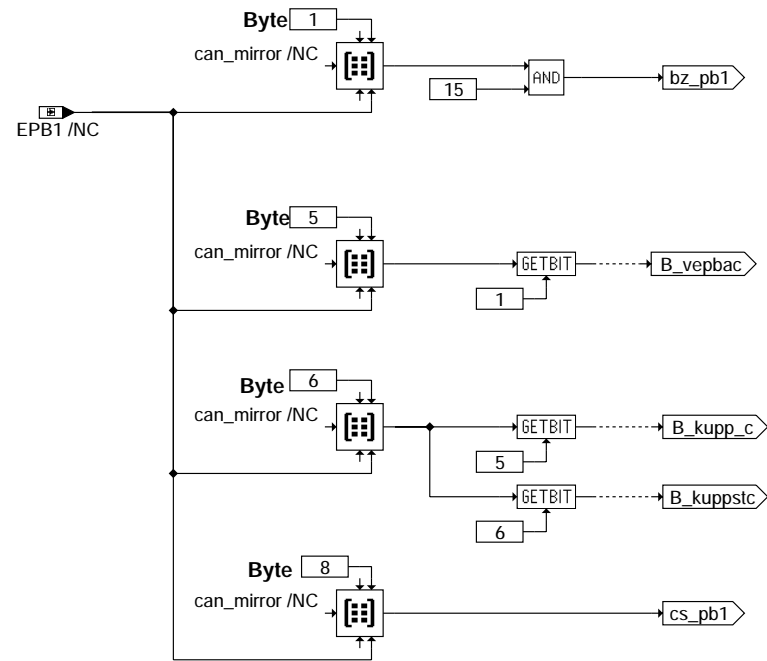 Byte 1
can_mirror /NC
15
AND
bz_pb1
EPB1 /NC
Byte 5
can_mirror /NC
GETBIT
B_vepbac
1
Byte 6
can_mirror /NC
GETBIT
B_kupp_c
5
GETBIT
B_kuppstc
6
Byte 8
can_mirror /NC
cs_pb1